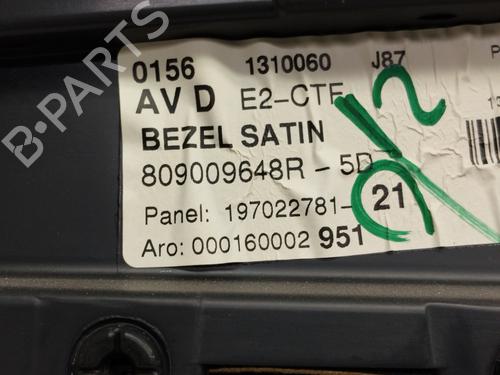 0156 1310060 J87 P
AV D E2-CTE
BEZEL SATIN
809009648R - 5D
Panel: 197022781- 21
Aro: 000160002 951
B-PARTS